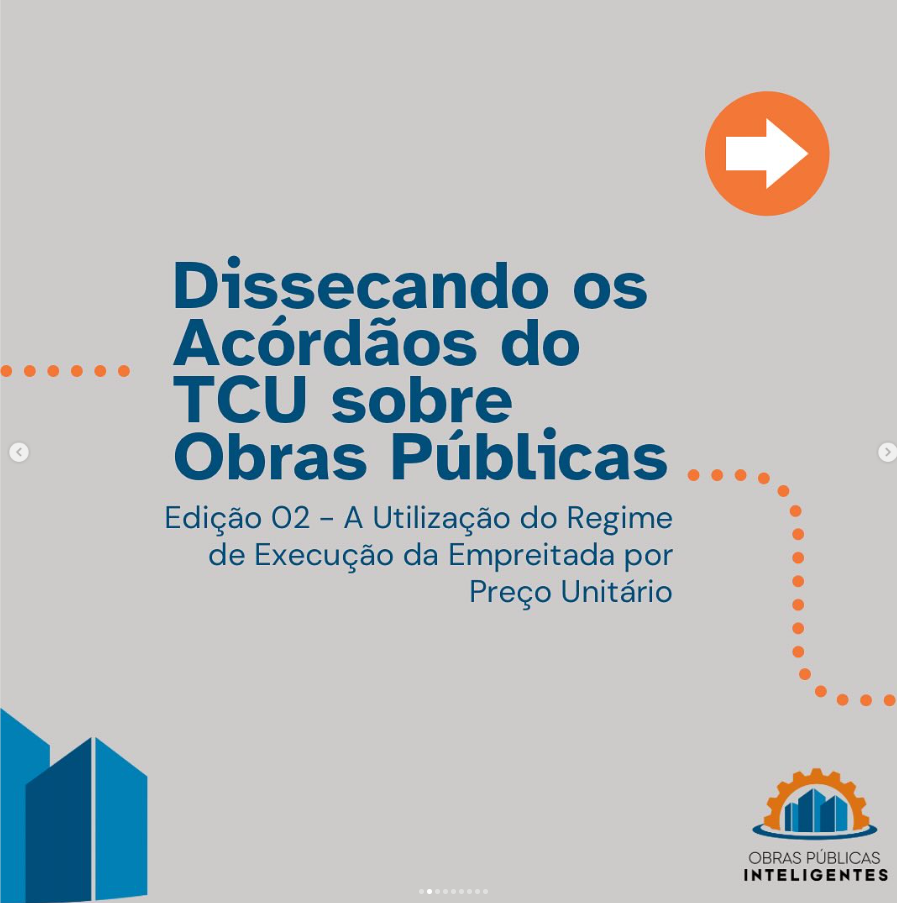 Dissecando os
Acórdãos do
TCU sobre
Obras Públicas
Edição 02 - A Utilização do Regime
de Execução da Empreitada por
Preço Unitário
OBRAS PÚBLICAS
INTELIGENTES